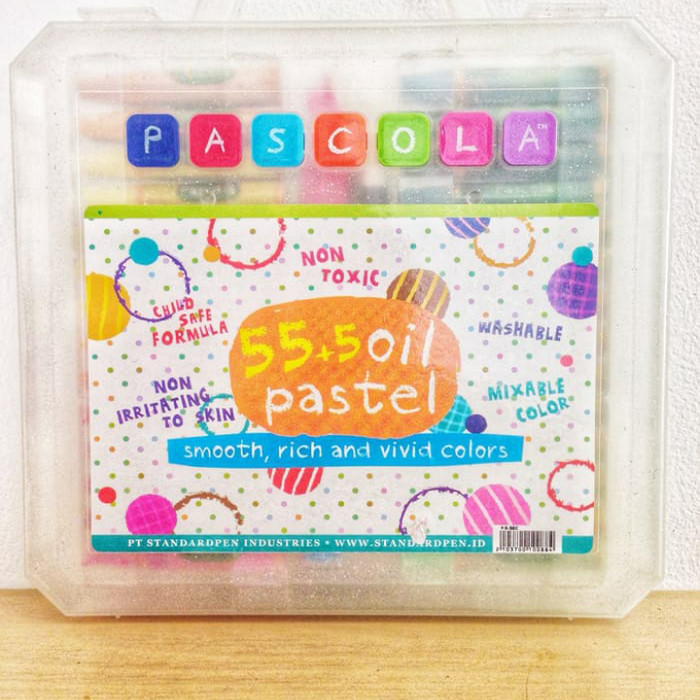 PASCOLA™
NON
TOXIC
CHILD
SAFE
FORMULA
55+5 oil
pastel
WASHABLE
NON
IRRITATING
TO SKIN
MIXABLE
COLOR
smooth, rich and vivid colors
PT STANDARDPEN INDUSTRIES • WWW.STANDARDPEN.ID